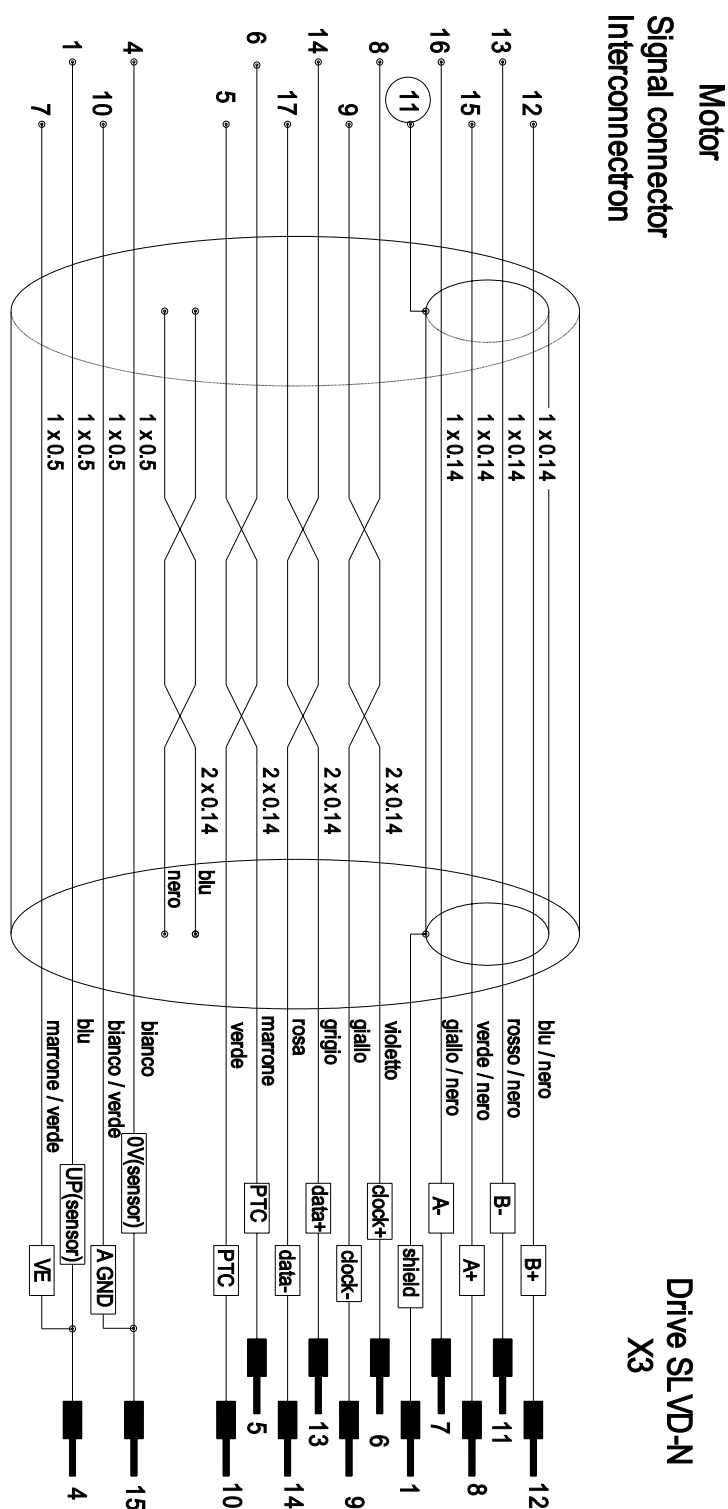 Motor
Signal connector
Interconnectron
Drive SLVD-N
X3
12
1 x 0.14
blu / nero
B+
12
13
1 x 0.14
rosso / nero
B-
11
15
1 x 0.14
verde / nero
A+
8
16
1 x 0.14
giallo / nero
A-
7
11
shield
1
8
2 x 0.14
violetto
clock+
6
9
giallo
clock-
9
14
2 x 0.14
grigio
data+
13
17
rosa
data-
14
6
2 x 0.14
marrone
PTC
5
5
verde
PTC
10
2 x 0.14
blu
nero
4
1 x 0.5
bianco
0V(sensor)
15
10
1 x 0.5
bianco / verde
A GND
1
1 x 0.5
blu
UP(sensor)
4
7
1 x 0.5
marrone / verde
VE